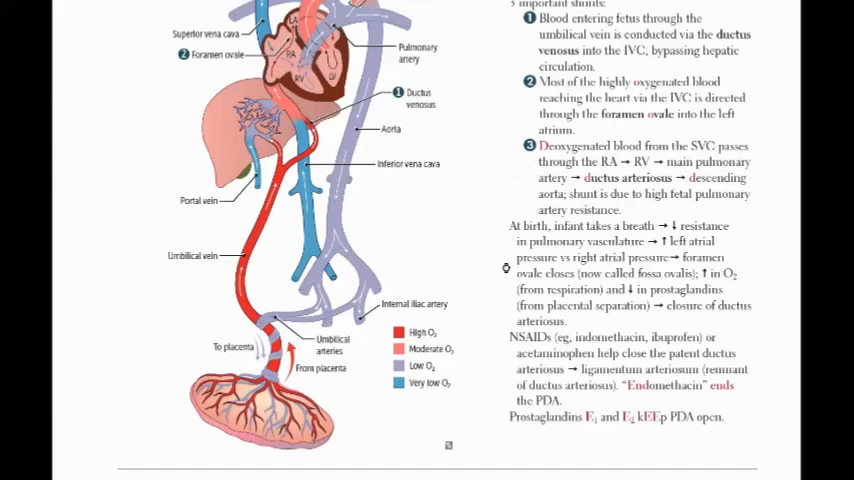 Superior vena cava
2 Foramen ovale
LA
RA
RV
LV
Pulmonary
artery
1 Ductus
venosus
Aorta
Inferior vena cava
Portal vein
Umbilical vein
Internal iliac artery
Umbilical
arteries
To placenta
From placenta
High O2
Moderate O2
Low O2
Very low O2
3 important shunts:
1 Blood entering fetus through the
umbilical vein is conducted via the ductus
venosus into the IVC, bypassing hepatic
circulation.
2 Most of the highly oxygenated blood
reaching the heart via the IVC is directed
through the foramen ovale into the left
atrium.
3 Deoxygenated blood from the SVC passes
through the RA → RV → main pulmonary
artery → ductus arteriosus → descending
aorta; shunt is due to high fetal pulmonary
artery resistance.
At birth, infant takes a breath → ↓ resistance
in pulmonary vasculature → ↑ left atrial
pressure vs right atrial pressure → foramen
ovale closes (now called fossa ovalis); ↑ in O2
(from respiration) and ↓ in prostaglandins
(from placental separation) → closure of ductus
arteriosus.
NSAIDs (eg, indomethacin, ibuprofen) or
acetaminophen help close the patent ductus
arteriosus → ligamentum arteriosum (remnant
of ductus arteriosus). “Endomethacin” ends
the PDA.
Prostaglandins E1 and E2 kEEp PDA open.